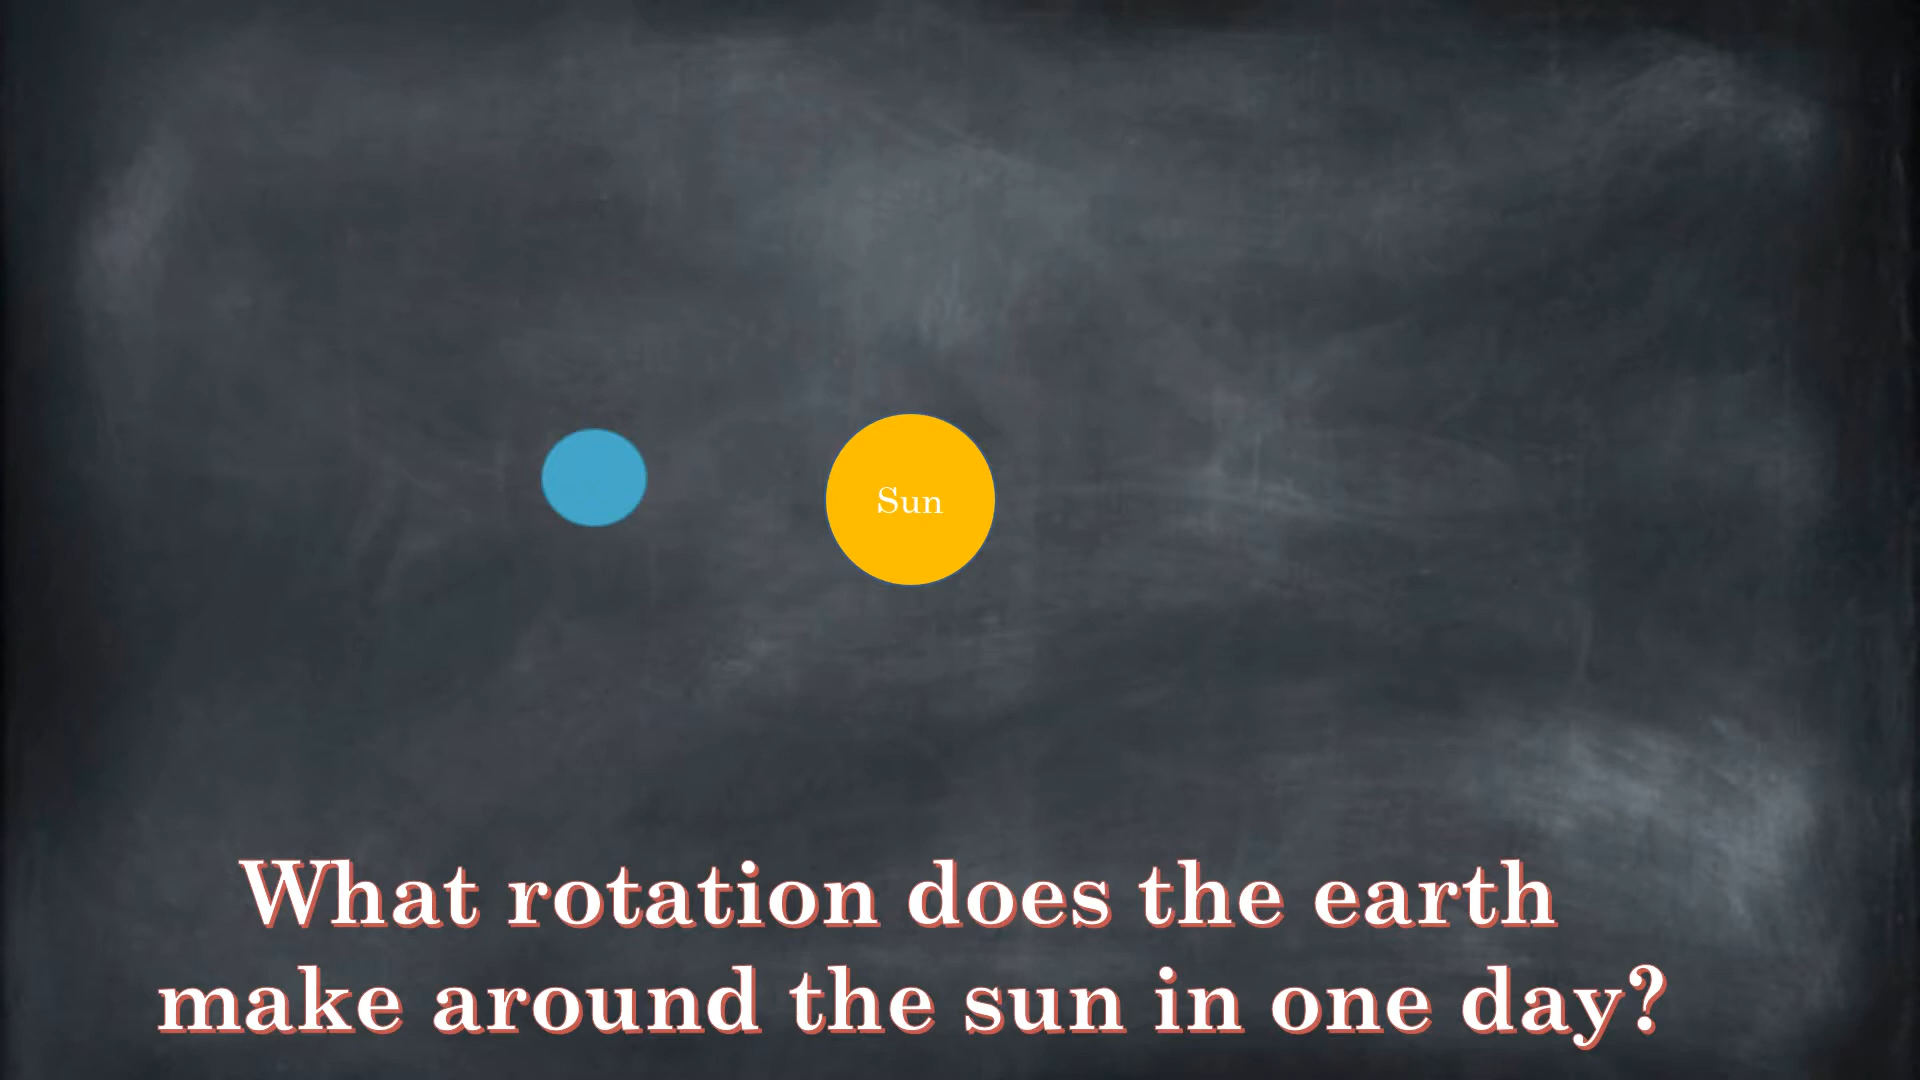 Sun
What rotation does the earth
make around the sun in one day?